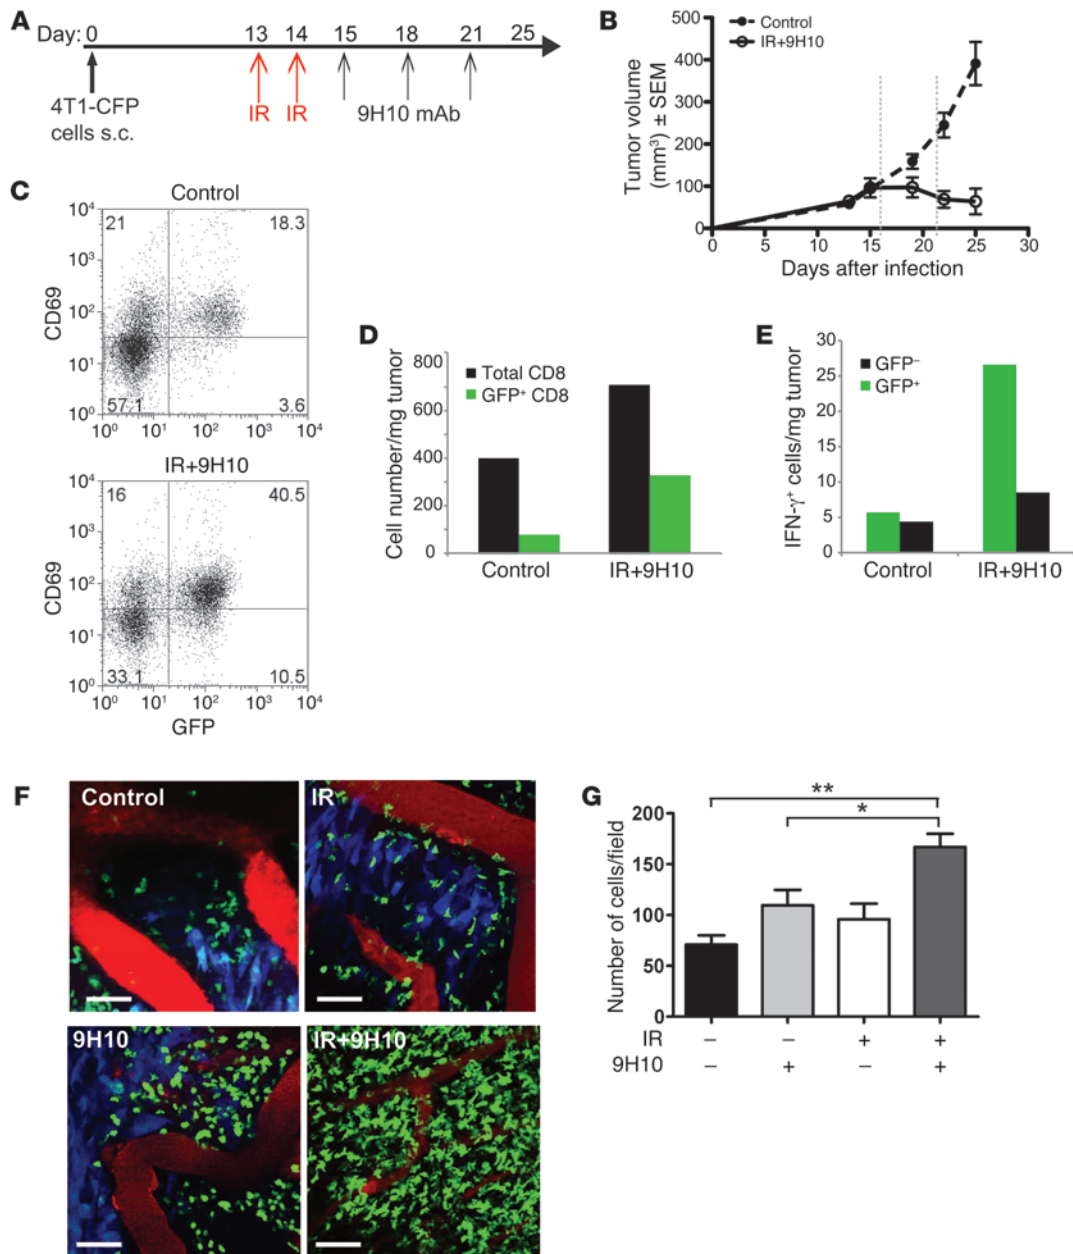 A
Day: 0 13 14 15 18 21 25
IR IR
4T1-CFP
cells s.c.
9H10 mAb
B
Control
IR+9H10
Tumor volume
(mm³) ± SEM
500
400
300
200
100
0
0 5 10 15 20 25 30
Days after infection
C
Control
21 18.3
57.1 3.6
CD69
10⁴
10³
10²
10¹
10⁰
10⁰ 10¹ 10² 10³ 10⁴
IR+9H10
16 40.5
33.1 10.5
CD69
10⁴
10³
10²
10¹
10⁰
10⁰ 10¹ 10² 10³ 10⁴
GFP
D
Total CD8
GFP⁺ CD8
Cell number/mg tumor
800
600
400
200
0
Control IR+9H10
E
GFP⁻
GFP⁺
IFN-γ⁺ cells/mg tumor
30
25
20
15
10
5
0
Control IR+9H10
F
Control
IR
9H10
IR+9H10
G
**
*
Number of cells/field
200
150
100
50
0
IR – – + +
9H10 – + – +